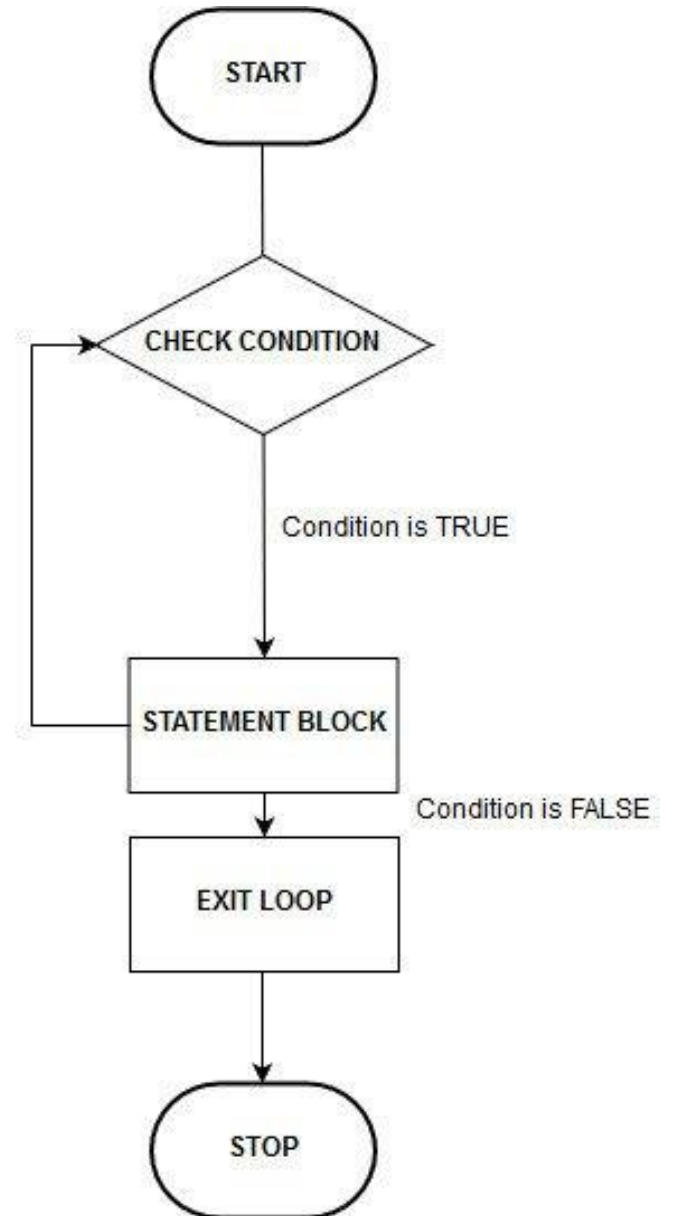 START
CHECK CONDITION
Condition is TRUE
STATEMENT BLOCK
Condition is FALSE
EXIT LOOP
STOP